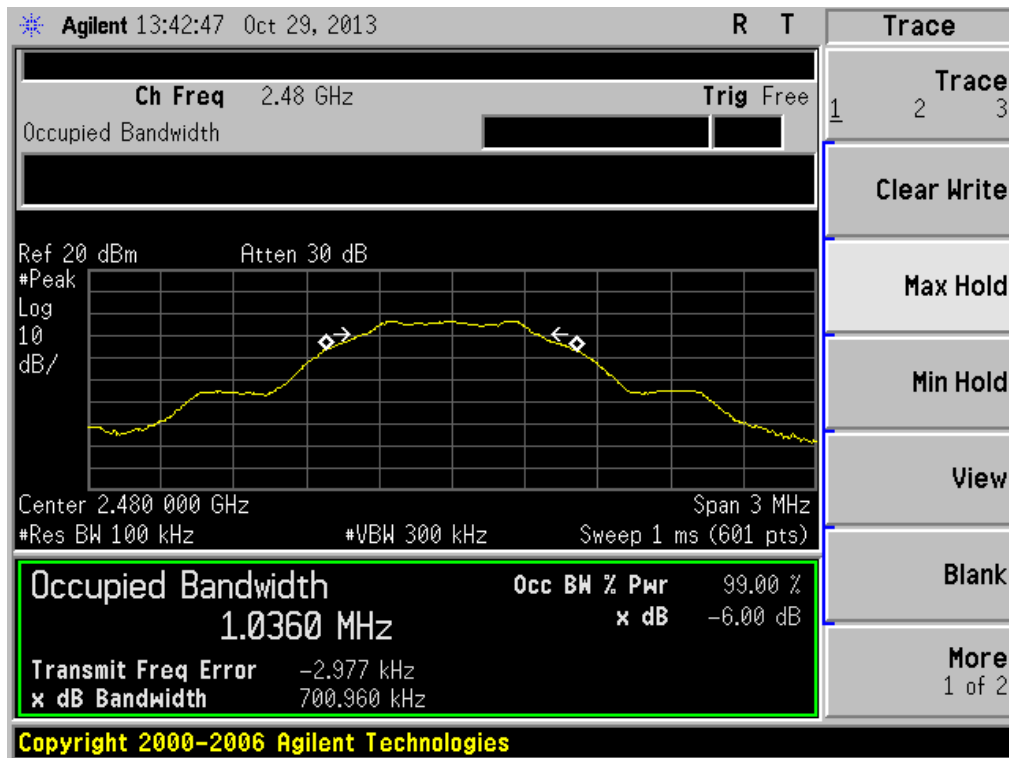 Agilent 13:42:47 Oct 29, 2013 R T
Trace
Ch Freq 2.48 GHz Trig Free
Occupied Bandwidth
Trace
1 2 3
Clear Write
Max Hold
Min Hold
View
Blank
More
1 of 2
Ref 20 dBm Atten 30 dB
#Peak
Log
10
dB/
Center 2.480 000 GHz Span 3 MHz
#Res BW 100 kHz #VBW 300 kHz Sweep 1 ms (601 pts)
Occupied Bandwidth Occ BW % Pwr 99.00 %
1.0360 MHz x dB -6.00 dB
Transmit Freq Error -2.977 kHz
x dB Bandwidth 700.960 kHz
Copyright 2000-2006 Agilent Technologies